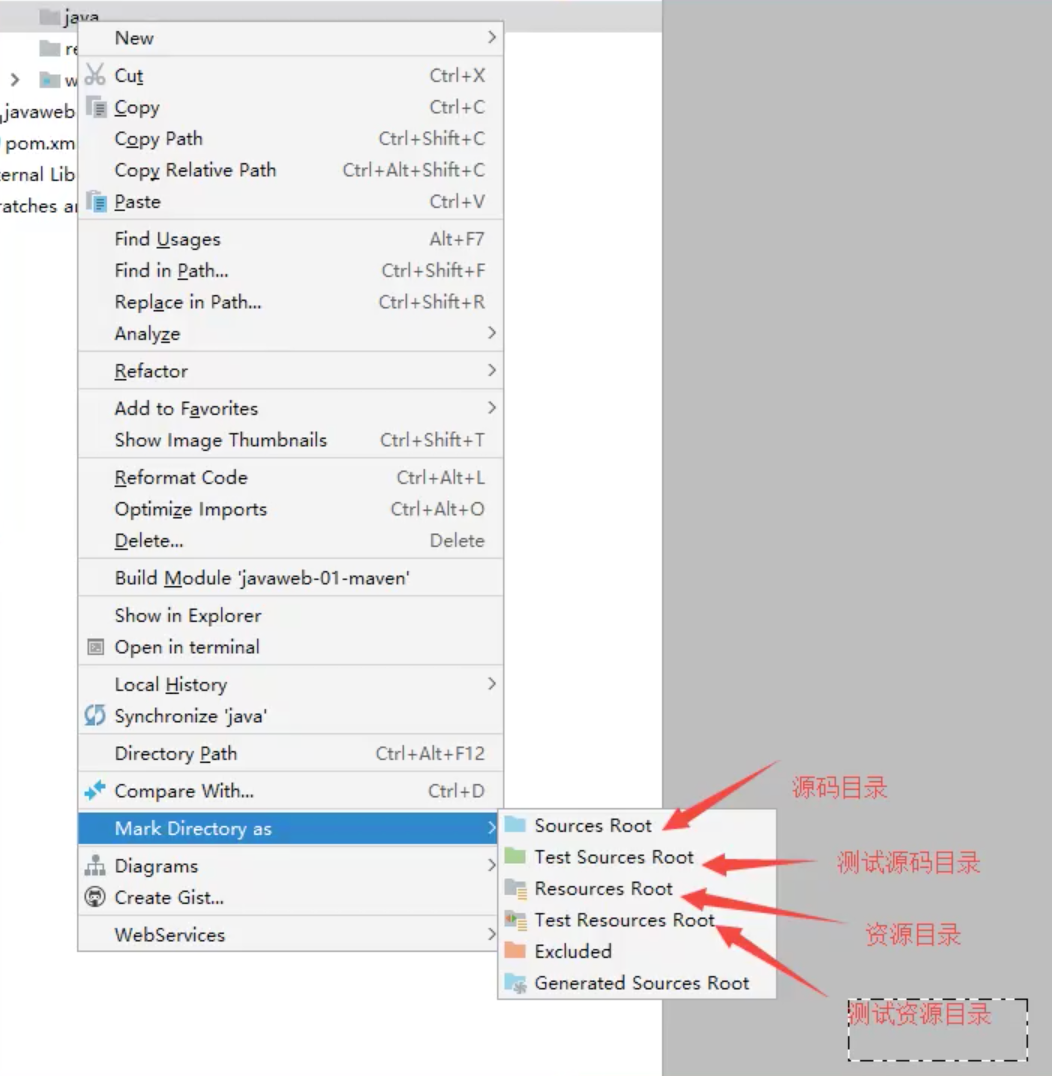 java
re
New
w
Cut Ctrl+X
javaweb
Copy Ctrl+C
pom.xm
Copy Path Ctrl+Shift+C
ernal Lib
Copy Relative Path Ctrl+Alt+Shift+C
ratches a
Paste Ctrl+V
Find Usages Alt+F7
Find in Path... Ctrl+Shift+F
Replace in Path... Ctrl+Shift+R
Analyze
Refactor
Add to Favorites
Show Image Thumbnails Ctrl+Shift+T
Reformat Code Ctrl+Alt+L
Optimize Imports Ctrl+Alt+O
Delete... Delete
Build Module 'javaweb-01-maven'
Show in Explorer
Open in terminal
Local History
Synchronize 'java'
Directory Path Ctrl+Alt+F12
Compare With... Ctrl+D
Mark Directory as
Diagrams
Create Gist...
WebServices
Sources Root
Test Sources Root
Resources Root
Test Resources Root
Excluded
Generated Sources Root
源码目录
测试源码目录
资源目录
测试资源目录